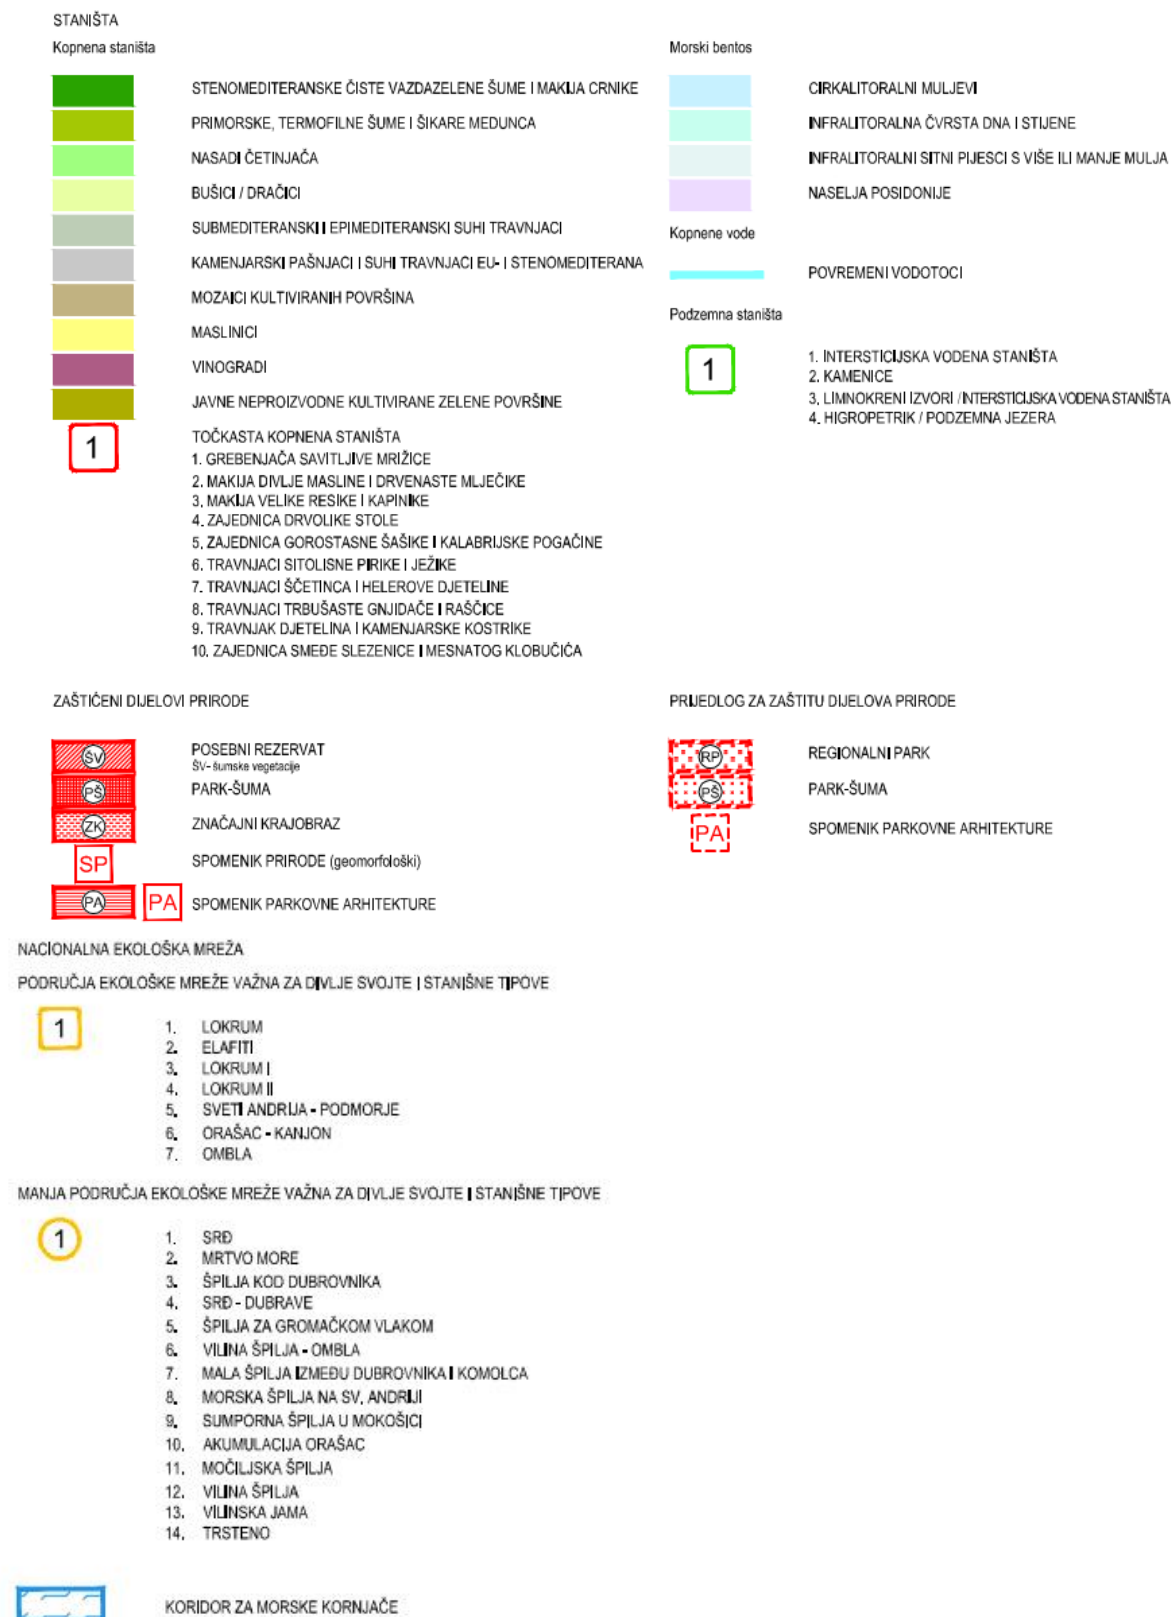 STANIŠTA
Kopnena staništa
STENOMEDITERANSKE ČISTE VAZDAZELENE ŠUME I MAKIJA CRNIKE
PRIMORSKE, TERMOFILNE ŠUME I ŠIKARE MEDUNCA
NASADI ČETINJAČA
BUŠICI / DRAČICI
SUBMEDITERANSKI I EPIMEDITERANSKI SUHI TRAVNJACI
KAMENJARSKI PAŠNJACI I SUHI TRAVNJACI EU- I STENOMEDITERANA
MOZAICI KULTIVIRANIH POVRŠINA
MASLINICI
VINOGRADI
JAVNE NEPROIZVODNE KULTIVIRANE ZELENE POVRŠINE
1
TOČKASTA KOPNENA STANIŠTA
1. GREBENJAČA SAVITLJIVE MRIŽICE
2. MAKIJA DIVLJE MASLINE I DRVENASTE MLJEČIKE
3. MAKIJA VELIKE RESIKE I KAPINIKE
4. ZAJEDNICA DRVOLIKE STOLE
5. ZAJEDNICA GOROSTASNE ŠAŠIKE I KALABRIJSKE POGAČINE
6. TRAVNJACI SITOLISNE PIRIKE I JEŽIKE
7. TRAVNJACI ŠČETINCA I HELEROVE DJETELINE
8. TRAVNJACI TRBUŠASTE GNJIDAČE I RAŠČICE
9. TRAVNJAK DJETELINA I KAMENJARSKE KOSTRIKE
10. ZAJEDNICA SMEĐE SLEZENICE I MESNATOG KLOBUČIĆA
Morski bentos
CIRKALITORALNI MULJEVI
INFRALITORALNA ČVRSTA DNA I STIJENE
INFRALITORALNI SITNI PIJESCI S VIŠE ILI MANJE MULJA
NASELJA POSIDONIJE
Kopnene vode
POVREMENI VODOTOCI
Podzemna staništa
1
1. INTERSTICIJSKA VODENA STANIŠTA
2. KAMENICE
3. LIMNOKRENI IZVORI / INTERSTICIJSKA VODENA STANIŠTA
4. HIGROPETRIK / PODZEMNA JEZERA
ZAŠTIĆENI DIJELOVI PRIRODE
ŠV
POSEBNI REZERVAT
ŠV- šumske vegetacije
PŠ
PARK-ŠUMA
ZK
ZNAČAJNI KRAJOBRAZ
SP
SPOMENIK PRIRODE (geomorfološki)
PA PA
SPOMENIK PARKOVNE ARHITEKTURE
PRIJEDLOG ZA ZAŠTITU DIJELOVA PRIRODE
RP
REGIONALNI PARK
PŠ
PARK-ŠUMA
PA
SPOMENIK PARKOVNE ARHITEKTURE
NACIONALNA EKOLOŠKA MREŽA
PODRUČJA EKOLOŠKE MREŽE VAŽNA ZA DIVLJE SVOJTE I STANIŠNE TIPOVE
1
1. LOKRUM
2. ELAFITI
3. LOKRUM I
4. LOKRUM II
5. SVETI ANDRIJA - PODMORJE
6. ORAŠAC - KANJON
7. OMBLA
MANJA PODRUČJA EKOLOŠKE MREŽE VAŽNA ZA DIVLJE SVOJTE I STANIŠNE TIPOVE
1
1. SRĐ
2. MRTVO MORE
3. ŠPILJA KOD DUBROVNIKA
4. SRĐ - DUBRAVE
5. ŠPILJA ZA GROMAČKOM VLAKOM
6. VILINA ŠPILJA - OMBLA
7. MALA ŠPILJA IZMEĐU DUBROVNIKA I KOMOLCA
8. MORSKA ŠPILJA NA SV. ANDRIJI
9. SUMPORNA ŠPILJA U MOKOŠICI
10. AKUMULACIJA ORAŠAC
11. MOČILJSKA ŠPILJA
12. VILINA ŠPILJA
13. VILINSKA JAMA
14. TRSTENO
KORIDOR ZA MORSKE KORNJAČE